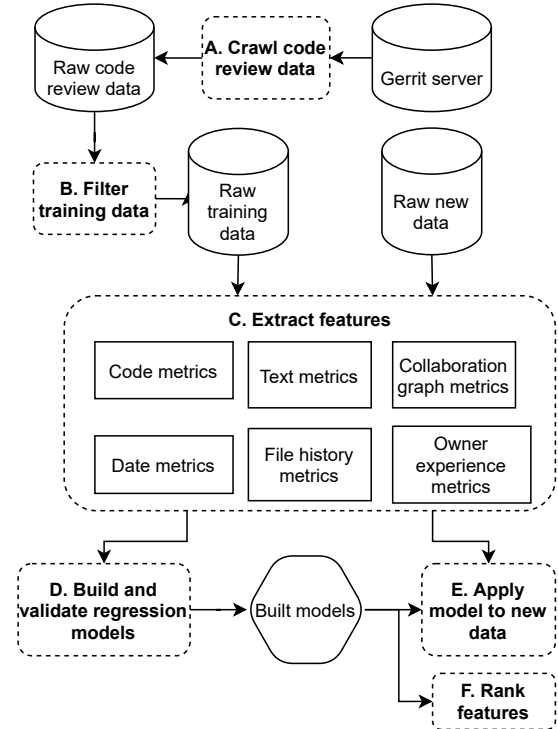 Raw code
review data
A. Crawl code
review data
Gerrit server
B. Filter
training data
Raw
training
data
Raw new
data
C. Extract features
Code metrics
Text metrics
Collaboration
graph metrics
Date metrics
File history
metrics
Owner
experience
metrics
D. Build and
validate regression
models
Built models
E. Apply
model to new
data
F. Rank
features